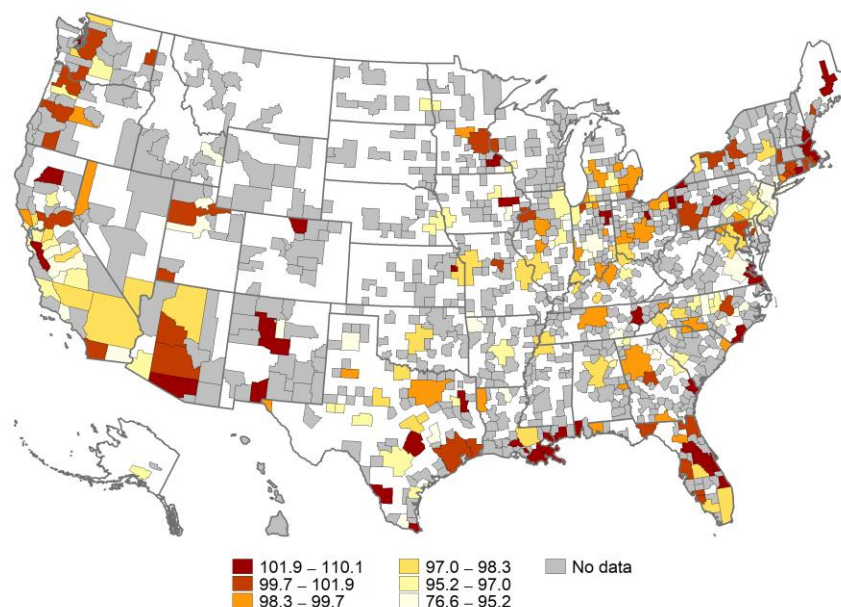 101.9 – 110.1 97.0 – 98.3 No data
99.7 – 101.9 95.2 – 97.0
98.3 – 99.7 76.6 – 95.2